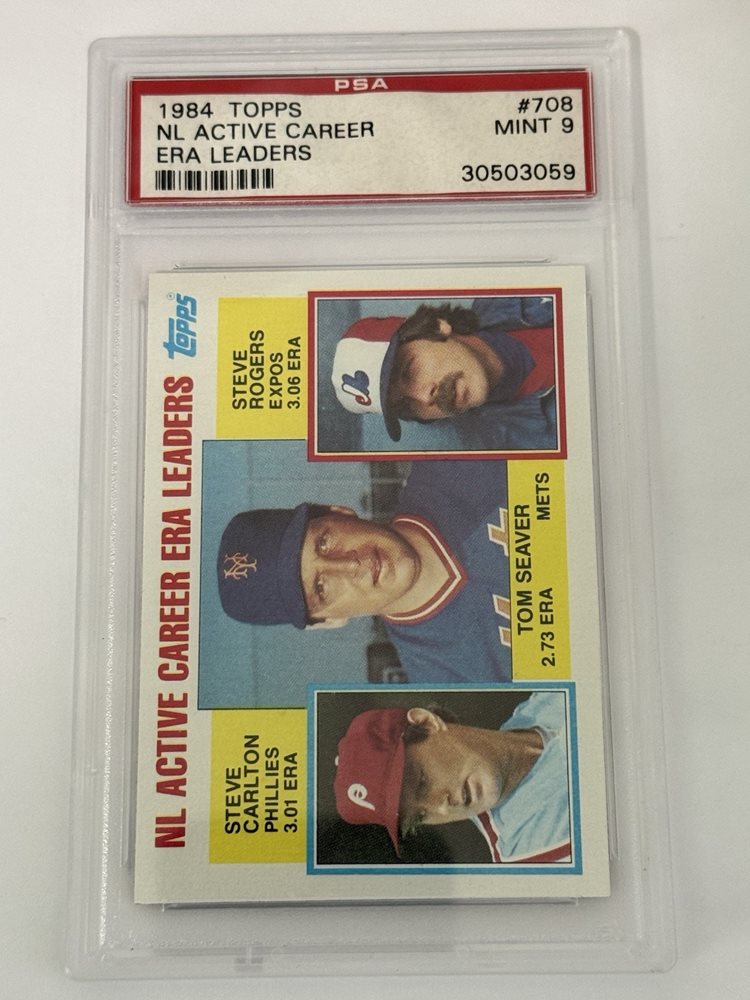 PSA
1984 TOPPS #708
NL ACTIVE CAREER MINT 9
ERA LEADERS
30503059
NL ACTIVE CAREER ERA LEADERS
Topps
STEVE
CARLTON
PHILLIES
3.01 ERA
TOM SEAVER
2.73 ERA METS
STEVE
ROGERS
EXPOS
3.06 ERA